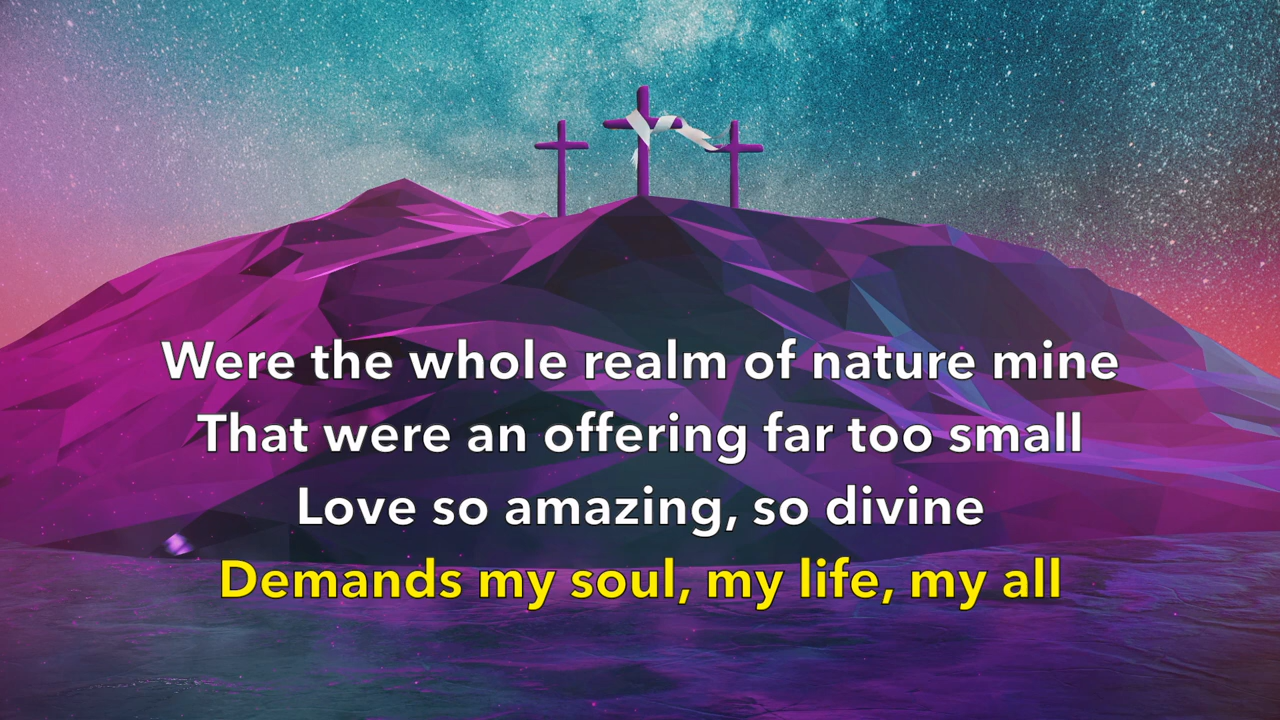 Were the whole realm of nature mine
That were an offering far too small
Love so amazing, so divine
Demands my soul, my life, my all